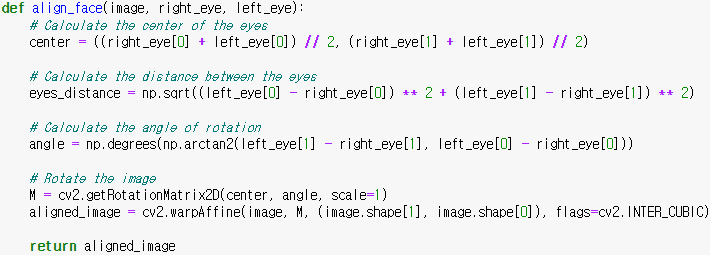 def align_face(image, right_eye, left_eye):
    # Calculate the center of the eyes
    center = ((right_eye[0] + left_eye[0]) // 2, (right_eye[1] + left_eye[1]) // 2)

    # Calculate the distance between the eyes
    eyes_distance = np.sqrt((left_eye[0] - right_eye[0]) ** 2 + (left_eye[1] - right_eye[1]) ** 2)

    # Calculate the angle of rotation
    angle = np.degrees(np.arctan2(left_eye[1] - right_eye[1], left_eye[0] - right_eye[0]))

    # Rotate the image
    M = cv2.getRotationMatrix2D(center, angle, scale=1)
    aligned_image = cv2.warpAffine(image, M, (image.shape[1], image.shape[0]), flags=cv2.INTER_CUBIC)

    return aligned_image